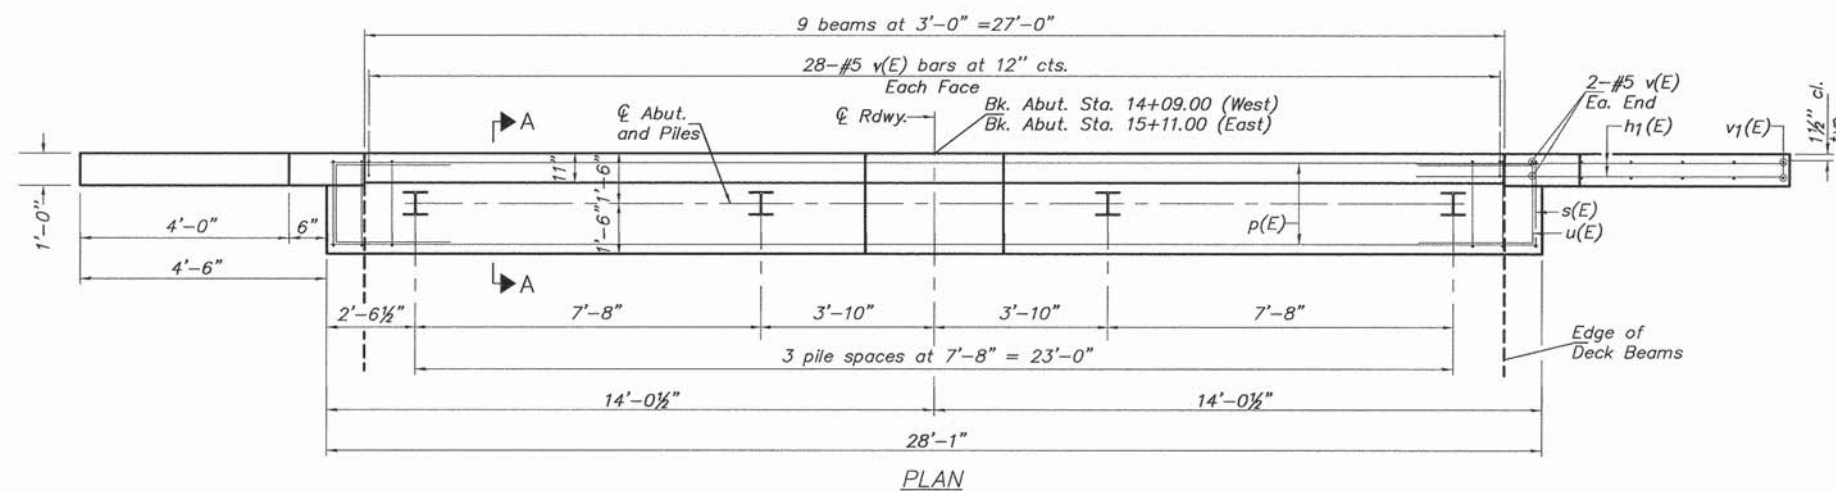 9 beams at 3'-0" =27'-0"
28-#5 v(E) bars at 12" cts.
Each Face
2-#5 v(E)
Ea. End
1½" cl.
A
℄ Abut.
and Piles
℄ Rdwy.
Bk. Abut. Sta. 14+09.00 (West)
Bk. Abut. Sta. 15+11.00 (East)
h1(E)
v1(E)
1'-0"
11"
1'-6"
1'-6"
4'-0"
6"
p(E)
s(E)
u(E)
4'-6"
A
2'-6½"
7'-8"
3'-10"
3'-10"
7'-8"
Edge of
Deck Beams
3 pile spaces at 7'-8" = 23'-0"
14'-0½"
14'-0½"
28'-1"
PLAN